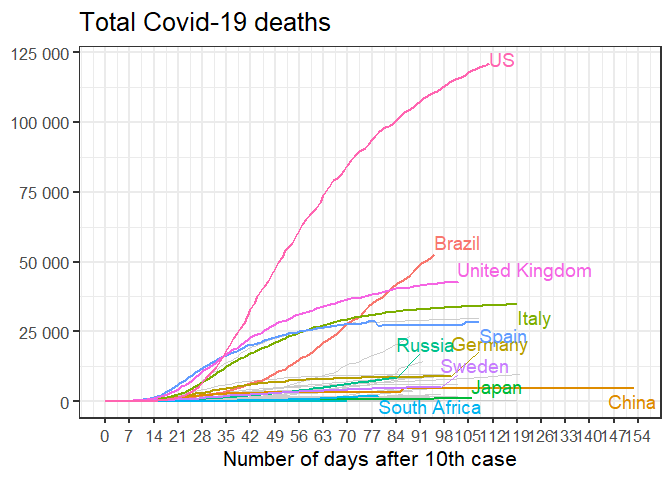 Total Covid-19 deaths
125 000
100 000
75 000
50 000
25 000
0
US
Brazil
United Kingdom
Italy
Spain
Russia
Germany
Sweden
Japan
China
South Africa
0 7 14 21 28 35 42 49 56 63 70 77 84 91 98 105 112 119 126 133 140 147 154
Number of days after 10th case